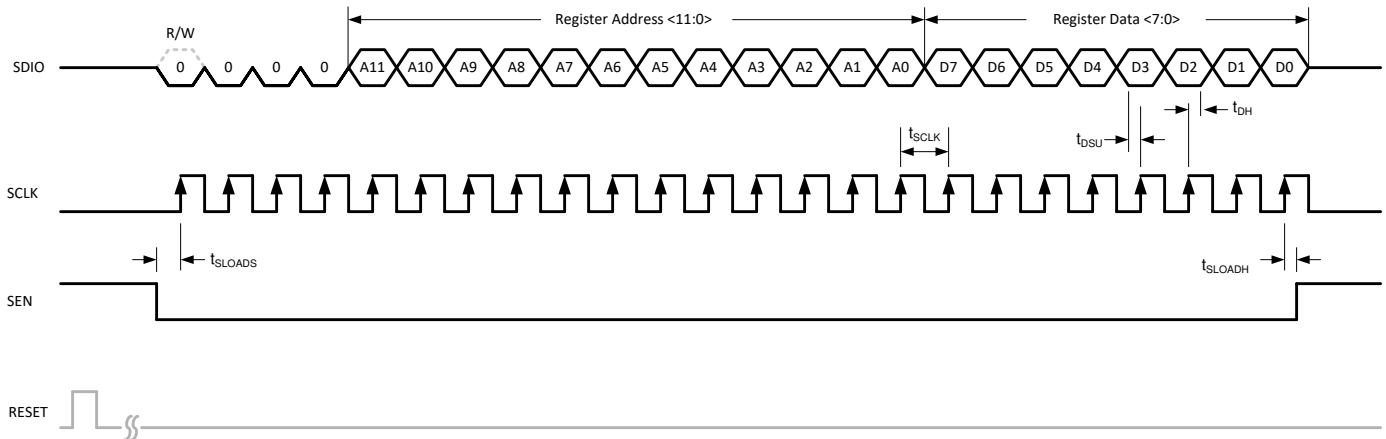 Register Address <11:0> Register Data <7:0>
R/W
SDIO 0 0 0 0 A11 A10 A9 A8 A7 A6 A5 A4 A3 A2 A1 A0 D7 D6 D5 D4 D3 D2 D1 D0
tDH
tSCLK
tDSU
SCLK
tSLOADS tSLOADH
SEN
RESET